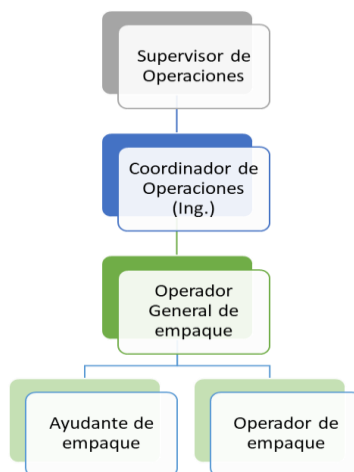 Supervisor de
Operaciones
Coordinador de
Operaciones
(Ing.)
Operador
General de
empaque
Ayudante de
empaque
Operador de
empaque